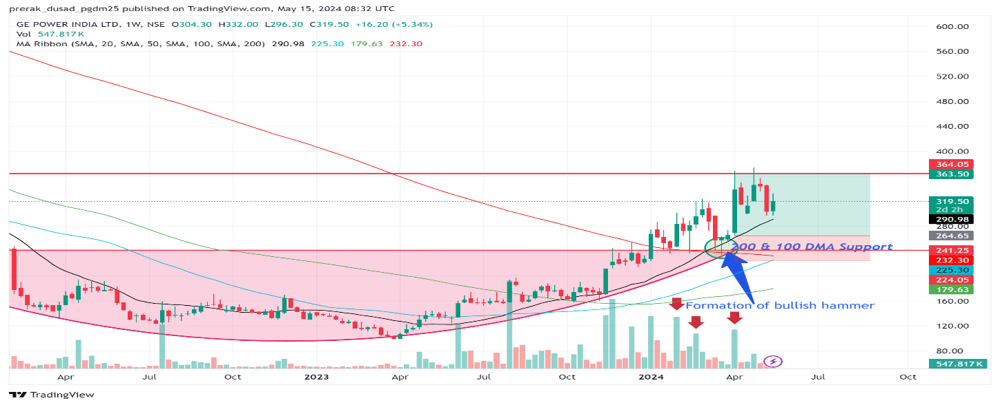 prerak_dusad_pgdm25 published on TradingView.com, May 15, 2024 08:32 UTC
GE POWER INDIA LTD, 1W, NSE O304.30 H332.00 L296.30 C319.50 +16.20 (+5.34%)
Vol 547.817K
MA Ribbon (SMA, 20, SMA, 50, SMA, 100, SMA, 200) 290.98 225.30 179.63 232.30
600.00
560.00
520.00
480.00
440.00
400.00
364.05
363.50
319.50
2d 2h
290.98
280.00
264.65
200 & 100 DMA Support
241.25
232.30
225.30
224.05
179.63
Formation of bullish hammer
160.00
120.00
80.00
547.817K
Apr Jul Oct 2023 Apr Jul Oct 2024 Apr Jul Oct
TradingView